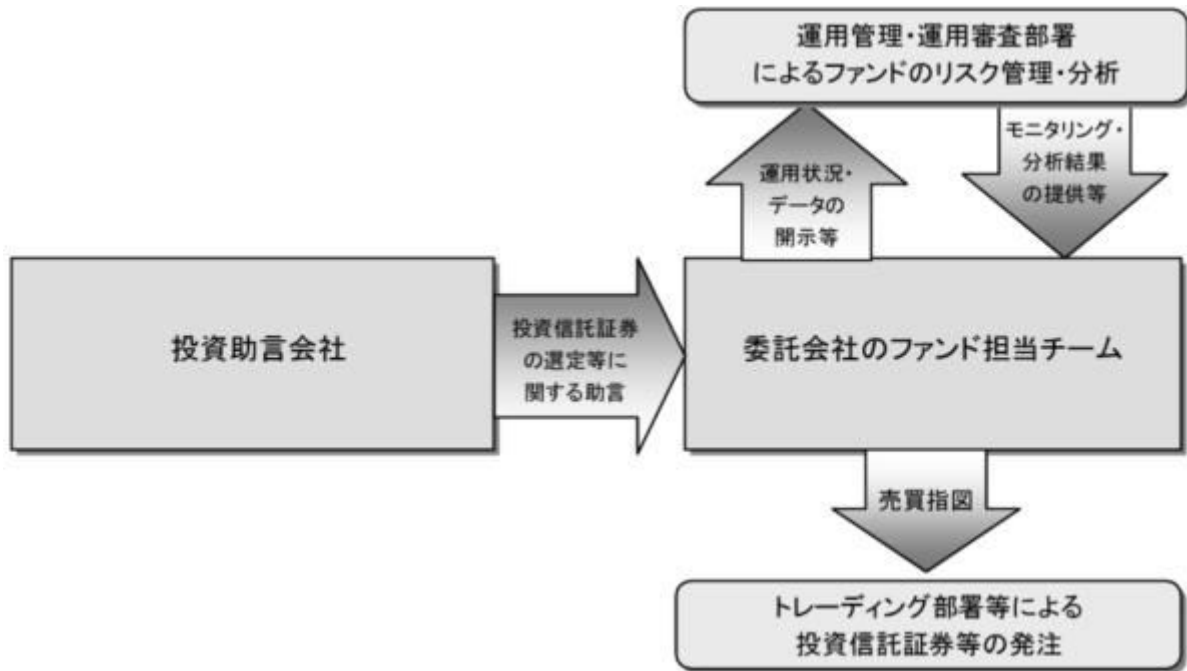 運用管理・運用審査部署
によるファンドのリスク管理・分析
運用状況・
データの
開示等
モニタリング・
分析結果
の提供等
投資助言会社
投資信託証券
の選定等に
関する助言
委託会社のファンド担当チーム
売買指図
トレーディング部署等による
投資信託証券等の発注